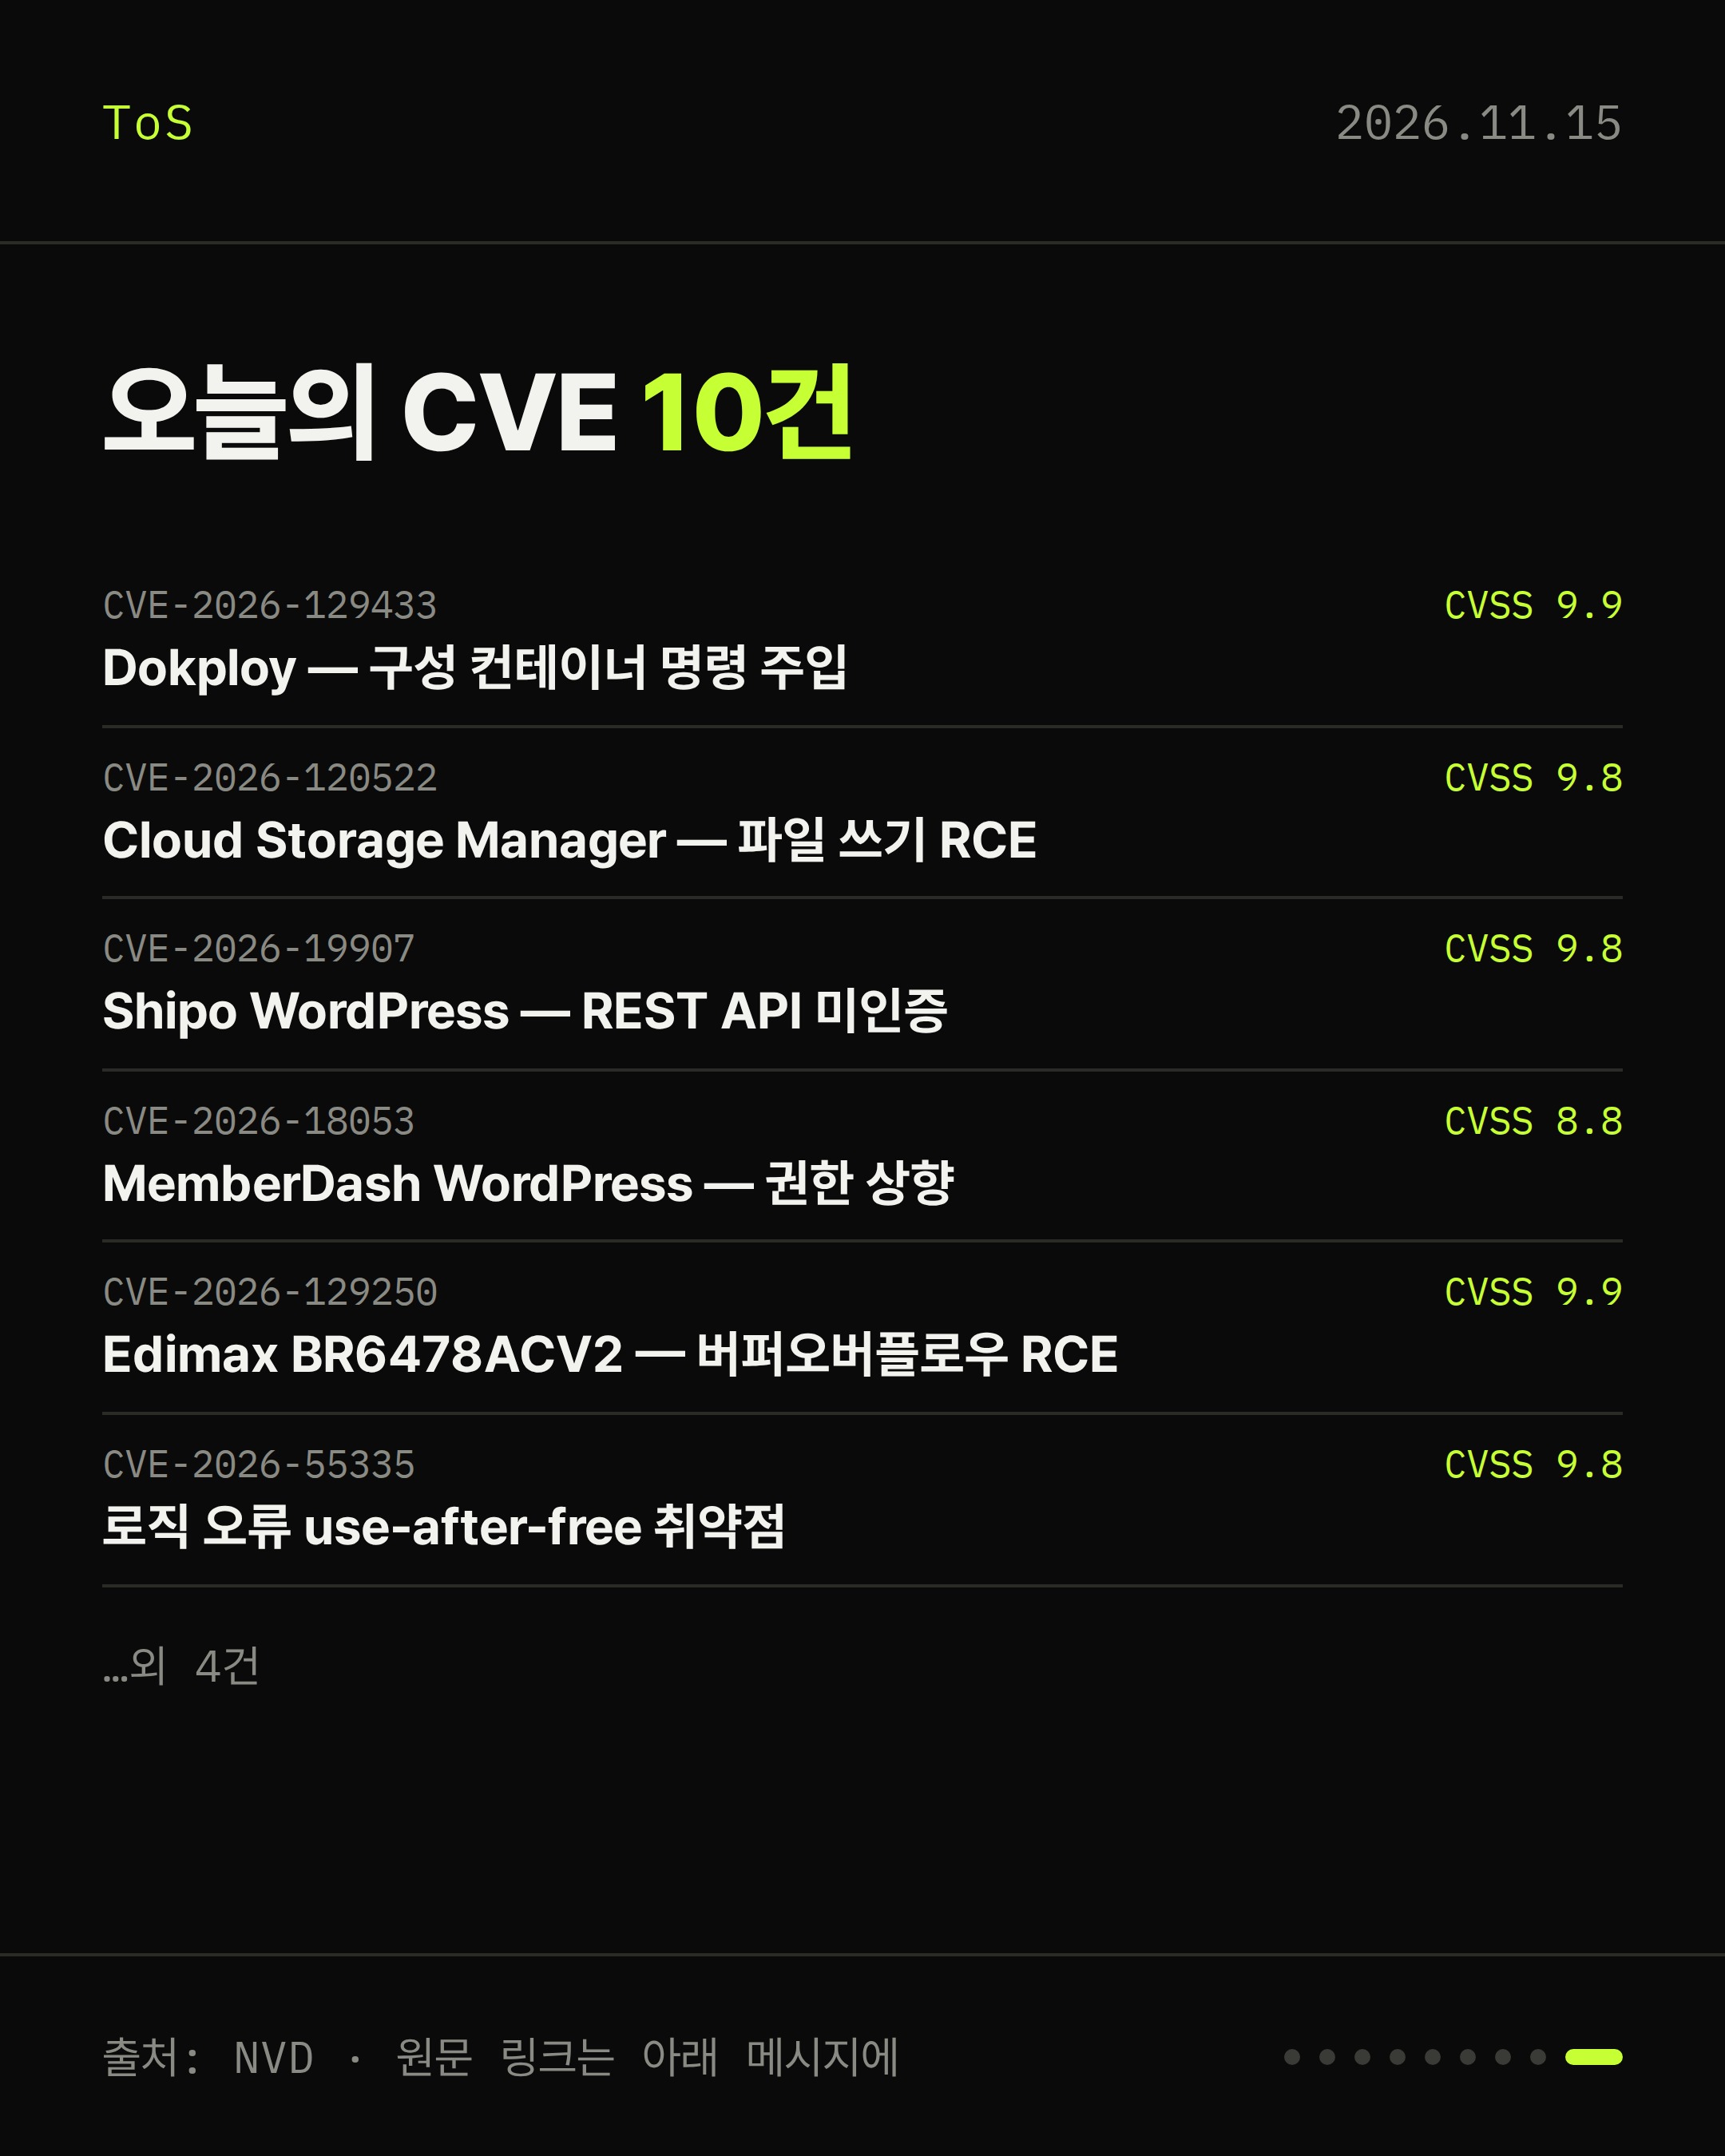 ToS
2026.11.15
오늘의 CVE 10건
CVE-2026-129433
CVSS 9.9
Dokploy — 구성 컨테이너 명령 주입
CVE-2026-120522
CVSS 9.8
Cloud Storage Manager — 파일 쓰기 RCE
CVE-2026-19907
CVSS 9.8
Shipo WordPress — REST API 미인증
CVE-2026-18053
CVSS 8.8
MemberDash WordPress — 권한 상향
CVE-2026-129250
CVSS 9.9
Edimax BR6478ACV2 — 버퍼오버플로우 RCE
CVE-2026-55335
CVSS 9.8
로직 오류 use-after-free 취약점
…외 4건
출처: NVD · 원문 링크는 아래 메시지에